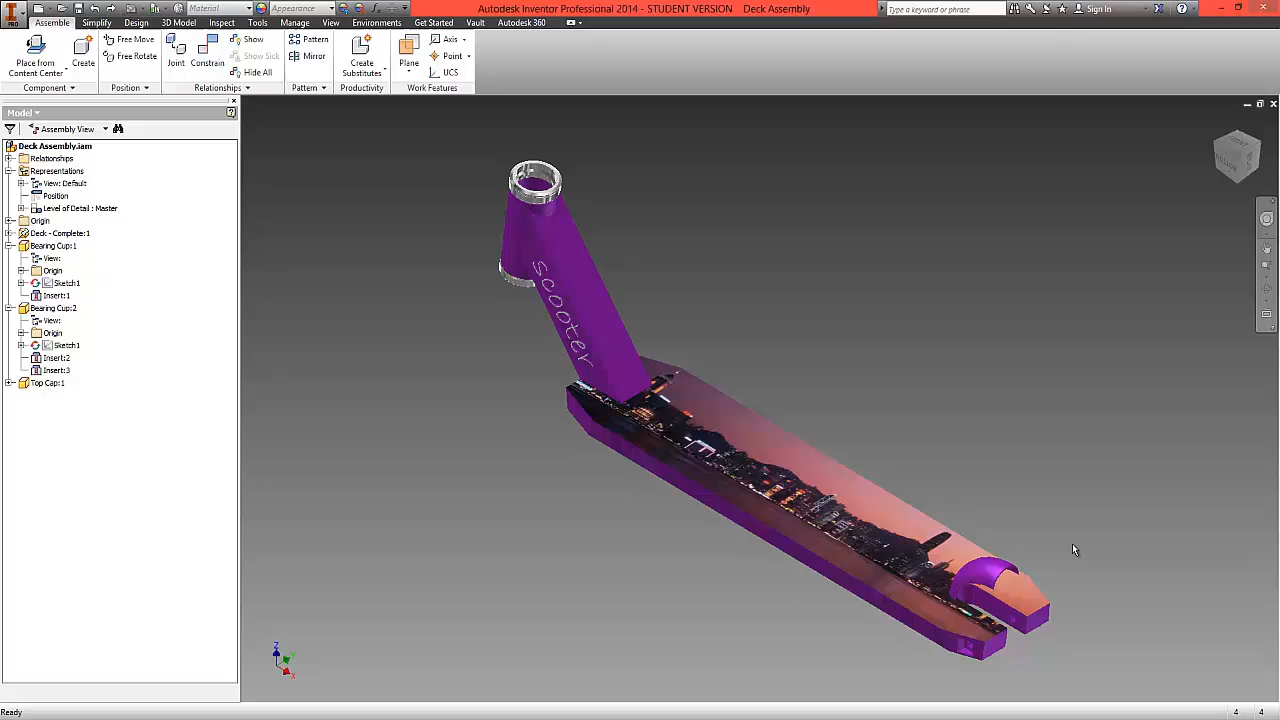 Material
Appearance
Autodesk Inventor Professional 2014 - STUDENT VERSION Deck Assembly
Type a keyword or phrase
Sign In
PRO
Assemble
Simplify
Design
3D Model
Inspect
Tools
Manage
View
Environments
Get Started
Vault
Autodesk 360
Place from
Content Center
Create
Free Move
Free Rotate
Joint
Constrain
Show
Show Sick
Hide All
Pattern
Mirror
Create
Substitutes
Plane
Axis
Point
UCS
Component
Position
Relationships
Pattern
Productivity
Work Features
Model
Assembly View
Deck Assembly.iam
Relationships
Representations
View: Default
Position
Level of Detail : Master
Origin
Deck - Complete:1
Bearing Cup:1
View:
Origin
Sketch1
Insert:1
Bearing Cup:2
View:
Origin
Sketch1
Insert:2
Insert:3
Top Cap:1
scooter
FRONT
Z
X
Ready
4 4